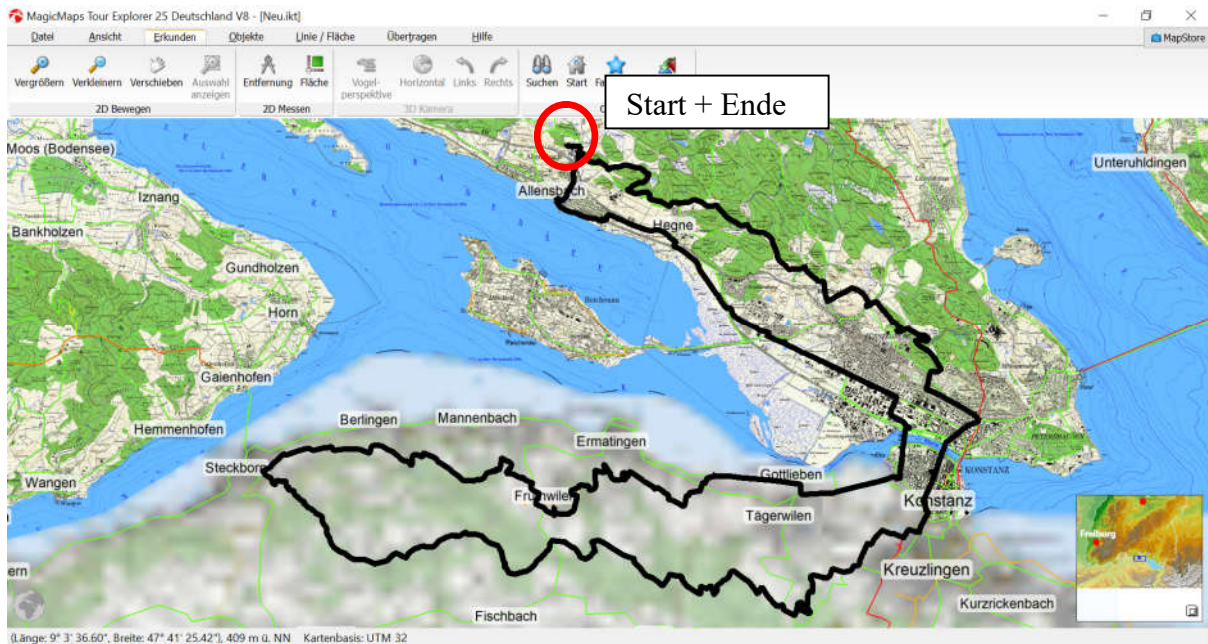 MagicMaps Tour Explorer 25 Deutschland V8 - [Neu.ikt]
Datei Ansicht Erkunden Objekte Linie / Fläche Übertragen Hilfe
MapStore
Vergrößern Verkleinern Verschieben Auswahl anzeigen Entfernung Fläche Vogel-perspektive Horizontal Links Rechts Suchen Start
2D Bewegen 2D Messen 3D Kamera
Start + Ende
Moos (Bodensee)
Unteruhldingen
Iznang
Allensbach
Bankholzen
Hegne
Gundholzen
Horn
Reichenau
Gaienhofen
Berlingen
Mannenbach
Hemmenhofen
Ermatingen
PETERSHAUSEN
Steckborn
Gottlieben
KONSTANZ
Wangen
Fruthwilen
Konstanz
Tägerwilen
Freiburg
ern
Kreuzlingen
Kurzrickenbach
Fischbach
(Länge: 9° 3' 36.60", Breite: 47° 41' 25.42"), 409 m ü. NN Kartenbasis: UTM 32